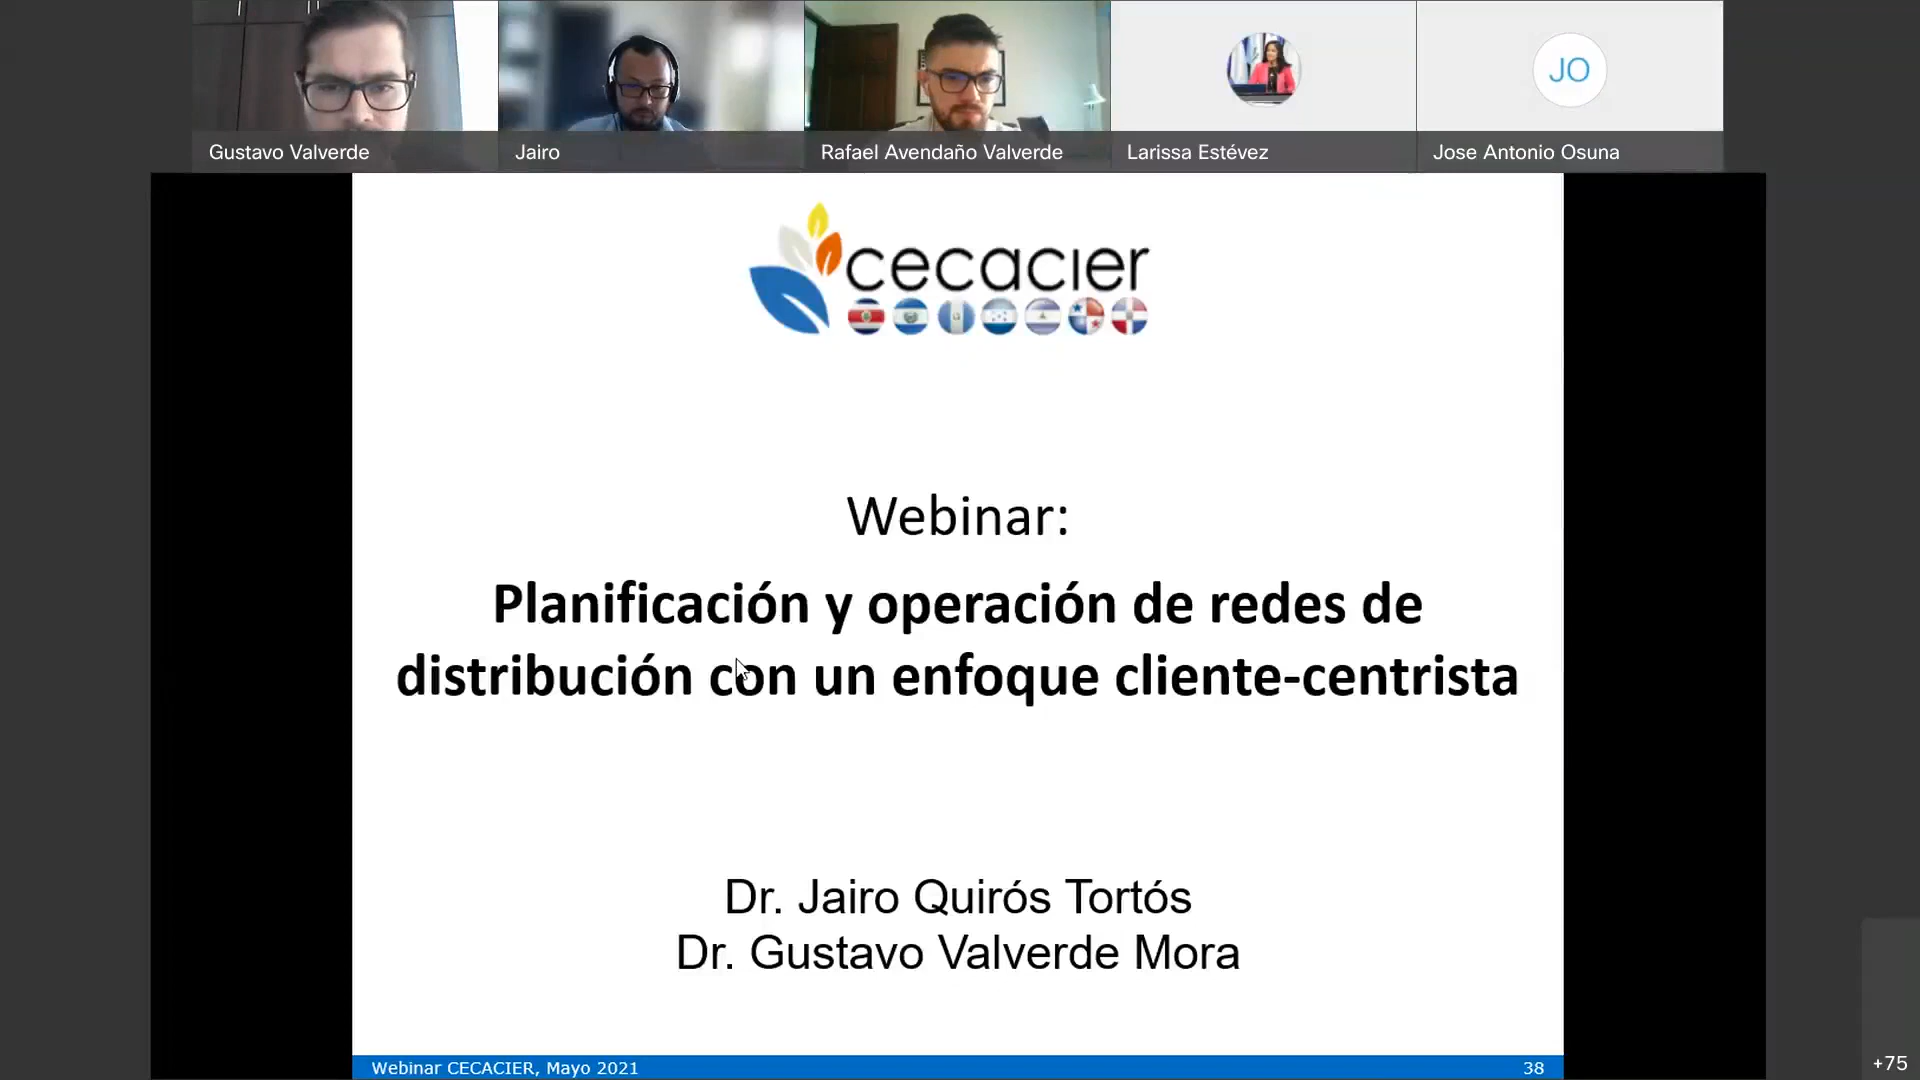 Gustavo Valverde
Jairo
Rafael Avendaño Valverde
Larissa Estévez
JO
Jose Antonio Osuna
cecacier
Webinar:
Planificación y operación de redes de
distribución con un enfoque cliente-centrista
Dr. Jairo Quirós Tortós
Dr. Gustavo Valverde Mora
Webinar CECACIER, Mayo 2021
38
+75